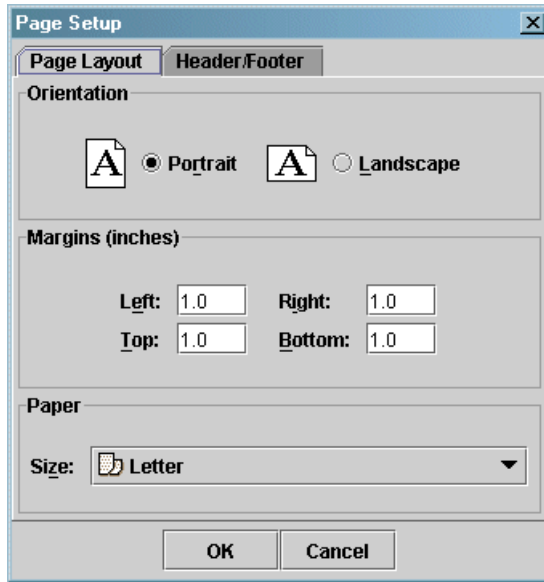 Page Setup
Page Layout Header/Footer
Orientation
A Portrait A Landscape
Margins (inches)
Left: 1.0 Right: 1.0
Top: 1.0 Bottom: 1.0
Paper
Size: Letter
OK Cancel